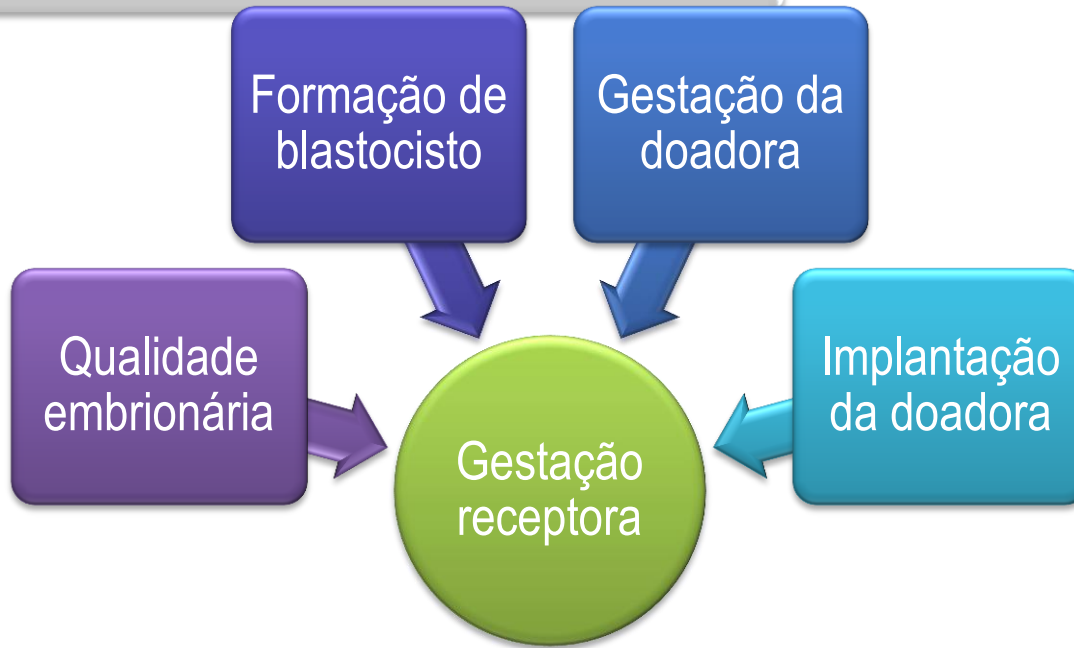 Formação de
blastocisto
Gestação da
doadora
Qualidade
embrionária
Implantação
da doadora
Gestação
receptora